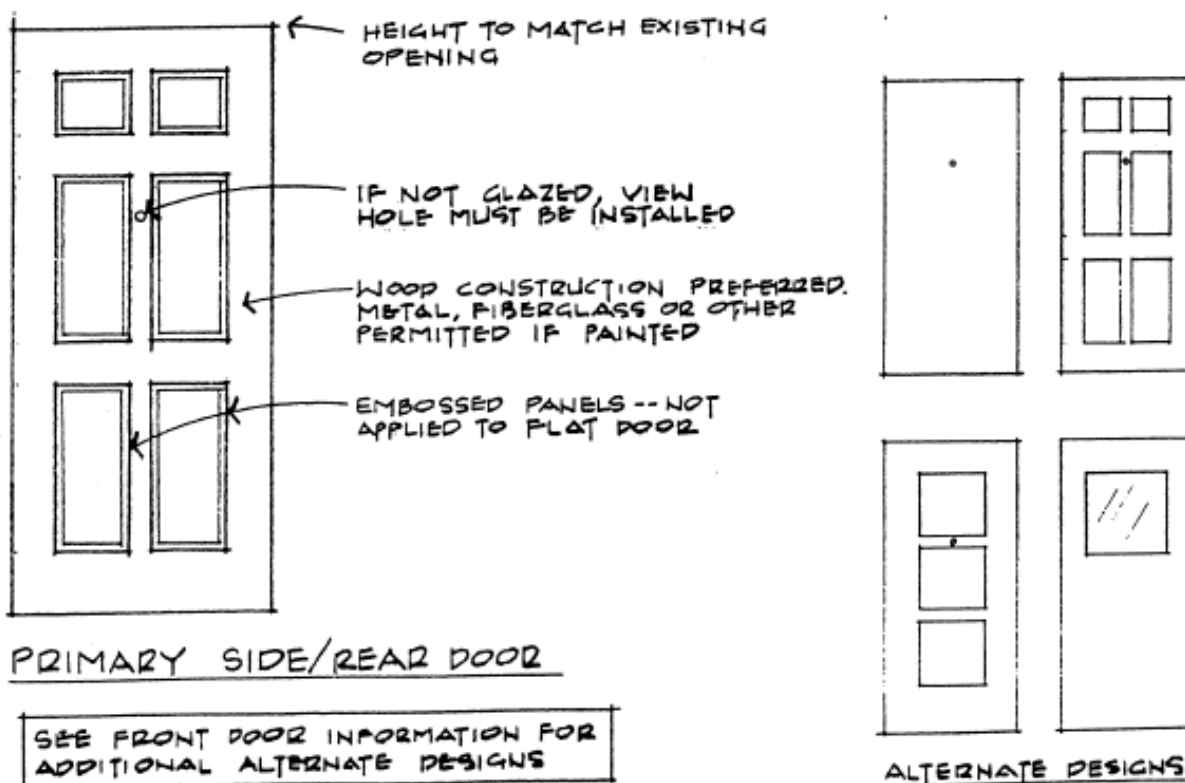 HEIGHT TO MATCH EXISTING
OPENING
IF NOT GLAZED, VIEW
HOLE MUST BE INSTALLED
WOOD CONSTRUCTION PREFERRED.
METAL, FIBERGLASS OR OTHER
PERMITTED IF PAINTED
EMBOSSED PANELS -- NOT
APPLIED TO FLAT DOOR
PRIMARY SIDE/REAR DOOR
SEE FRONT DOOR INFORMATION FOR
ADDITIONAL ALTERNATE DESIGNS
ALTERNATE DESIGNS